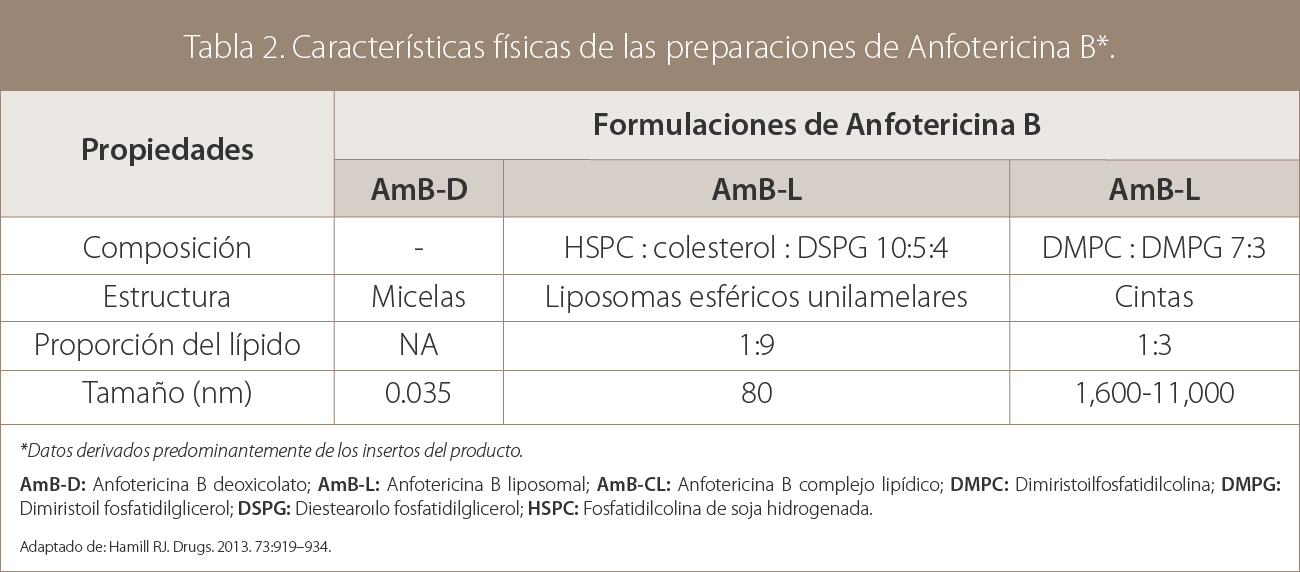 Tabla 2. Características físicas de las preparaciones de Anfotericina B*.
Propiedades
Formulaciones de Anfotericina B
AmB-D AmB-L AmB-L
Composición - HSPC : colesterol : DSPG 10:5:4 DMPC : DMPG 7:3
Estructura Micelas Liposomas esféricos unilamelares Cintas
Proporción del lípido NA 1:9 1:3
Tamaño (nm) 0.035 80 1,600-11,000
*Datos derivados predominantemente de los insertos del producto.
AmB-D: Anfotericina B deoxicolato; AmB-L: Anfotericina B liposomal; AmB-CL: Anfotericina B complejo lipídico; DMPC: Dimiristoilfosfatidilcolina; DMPG:
Dimiristoil fosfatidilglicerol; DSPG: Diestearoılo fosfatidilglicerol; HSPC: Fosfatidilcolina de soja hidrogenada.
Adaptado de: Hamill RJ. Drugs. 2013. 73:919–934.